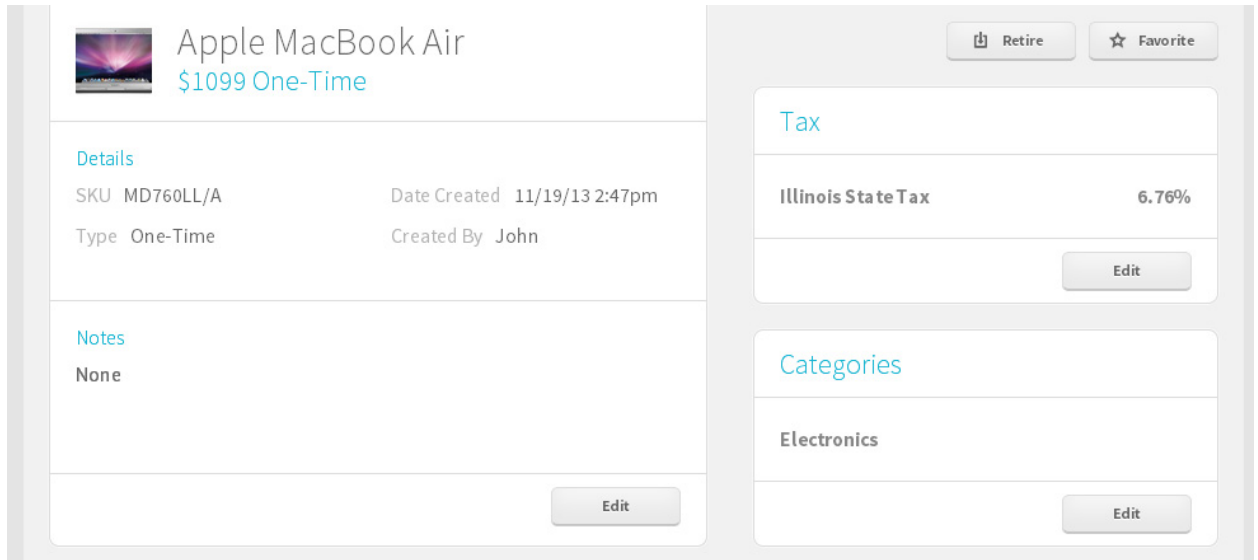 Apple MacBook Air
$1099 One-Time
Details
SKU MD760LL/A Date Created 11/19/13 2:47pm
Type One-Time Created By John
Notes
None
Edit
Retire Favorite
Tax
Illinois State Tax 6.76%
Edit
Categories
Electronics
Edit